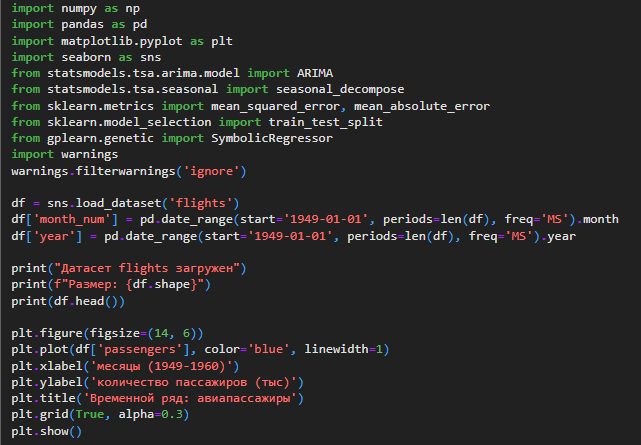 import numpy as np
import pandas as pd
import matplotlib.pyplot as plt
import seaborn as sns
from statsmodels.tsa.arima.model import ARIMA
from statsmodels.tsa.seasonal import seasonal_decompose
from sklearn.metrics import mean_squared_error, mean_absolute_error
from sklearn.model_selection import train_test_split
from gplearn.genetic import SymbolicRegressor
import warnings
warnings.filterwarnings('ignore')

df = sns.load_dataset('flights')
df['month_num'] = pd.date_range(start='1949-01-01', periods=len(df), freq='MS').month
df['year'] = pd.date_range(start='1949-01-01', periods=len(df), freq='MS').year

print("Датасет flights загружен")
print(f"Размер: {df.shape}")
print(df.head())

plt.figure(figsize=(14, 6))
plt.plot(df['passengers'], color='blue', linewidth=1)
plt.xlabel('месяцы (1949-1960)')
plt.ylabel('количество пассажиров (тыс)')
plt.title('Временной ряд: авиапассажиры')
plt.grid(True, alpha=0.3)
plt.show()